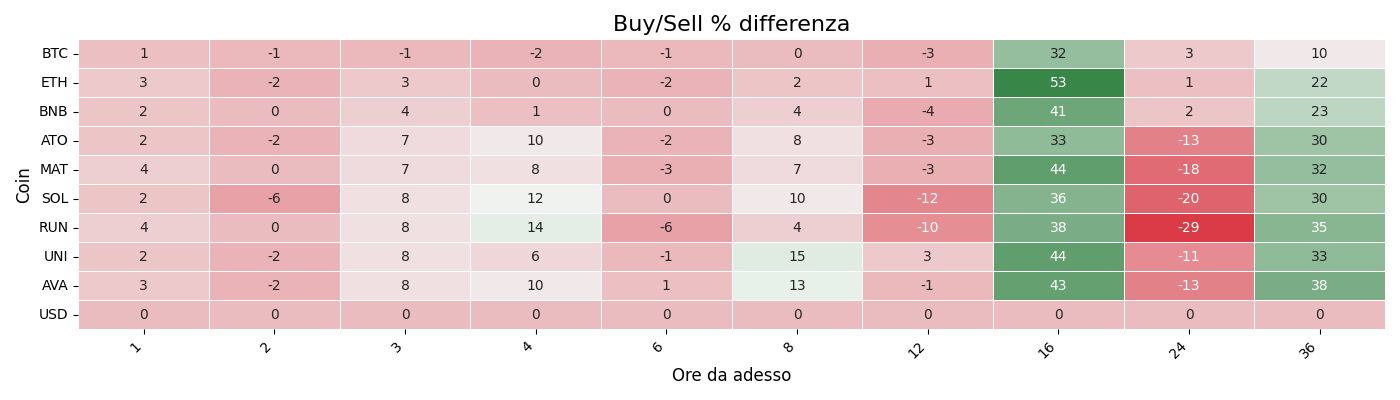 Buy/Sell % differenza
Coin
BTC 1 -1 -1 -2 -1 0 -3 32 3 10
ETH 3 -2 3 0 -2 2 1 53 1 22
BNB 2 0 4 1 0 4 -4 41 2 23
ATO 2 -2 7 10 -2 8 -3 33 -13 30
MAT 4 0 7 8 -3 7 -3 44 -18 32
SOL 2 -6 8 12 0 10 -12 36 -20 30
RUN 4 0 8 14 -6 4 -10 38 -29 35
UNI 2 -2 8 6 -1 15 3 44 -11 33
AVA 3 -2 8 10 1 13 -1 43 -13 38
USD 0 0 0 0 0 0 0 0 0 0
1 2 3 4 6 8 12 16 24 36
Ore da adesso